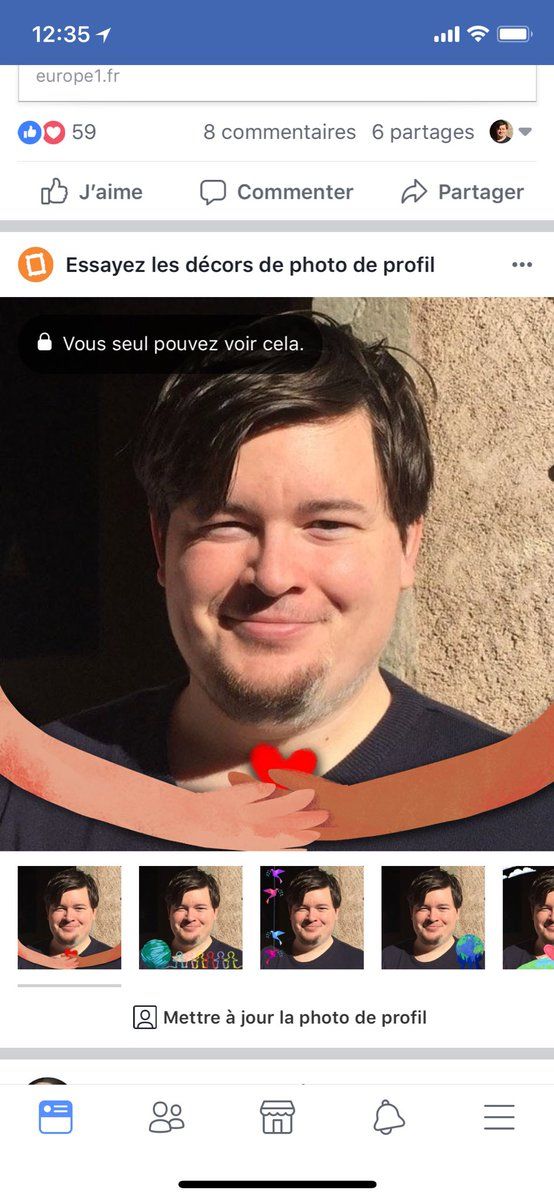 12:35
europe1.fr
59 8 commentaires 6 partages
J’aime Commenter Partager
Essayez les décors de photo de profil
Vous seul pouvez voir cela.
Mettre à jour la photo de profil